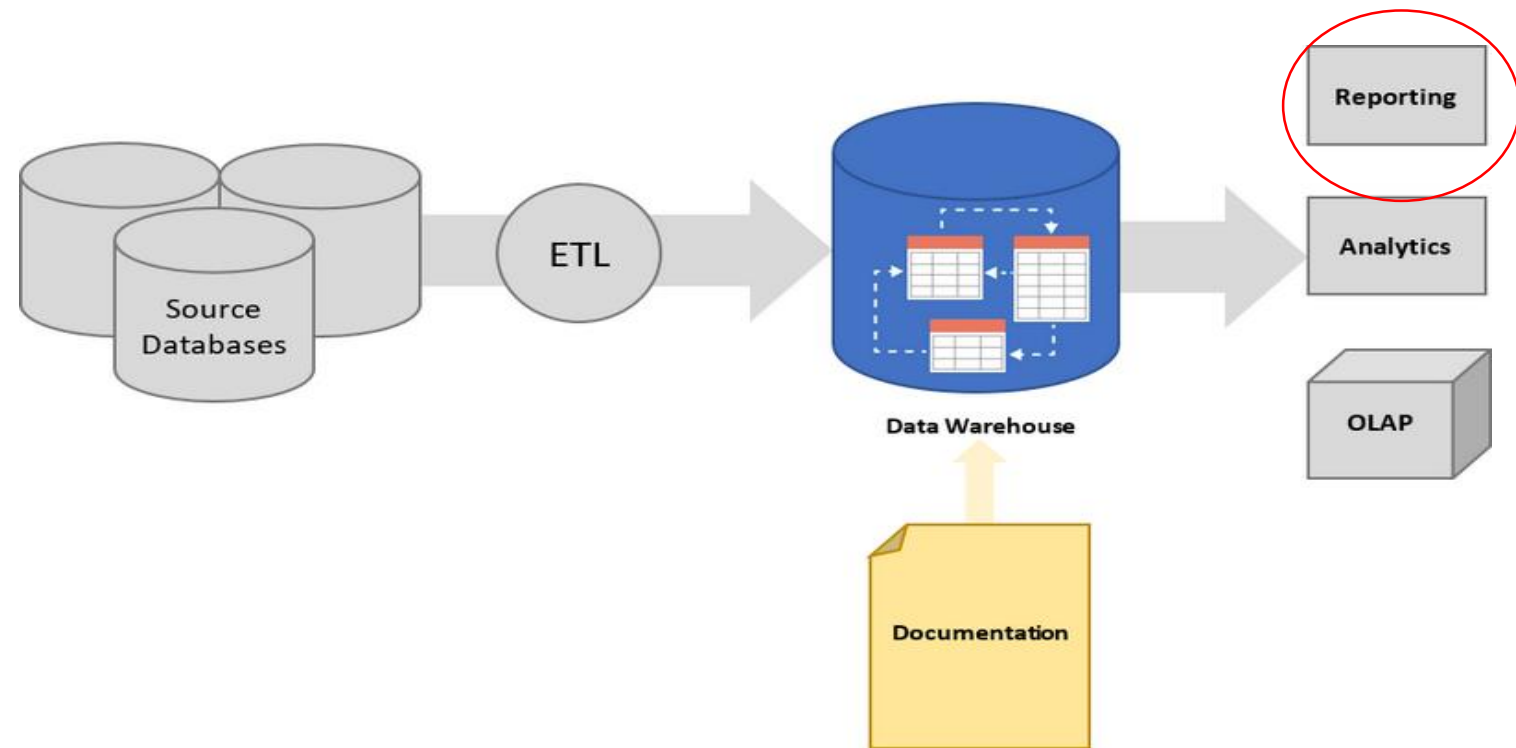 Reporting
Analytics
ETL
Source
Databases
OLAP
Data Warehouse
Documentation